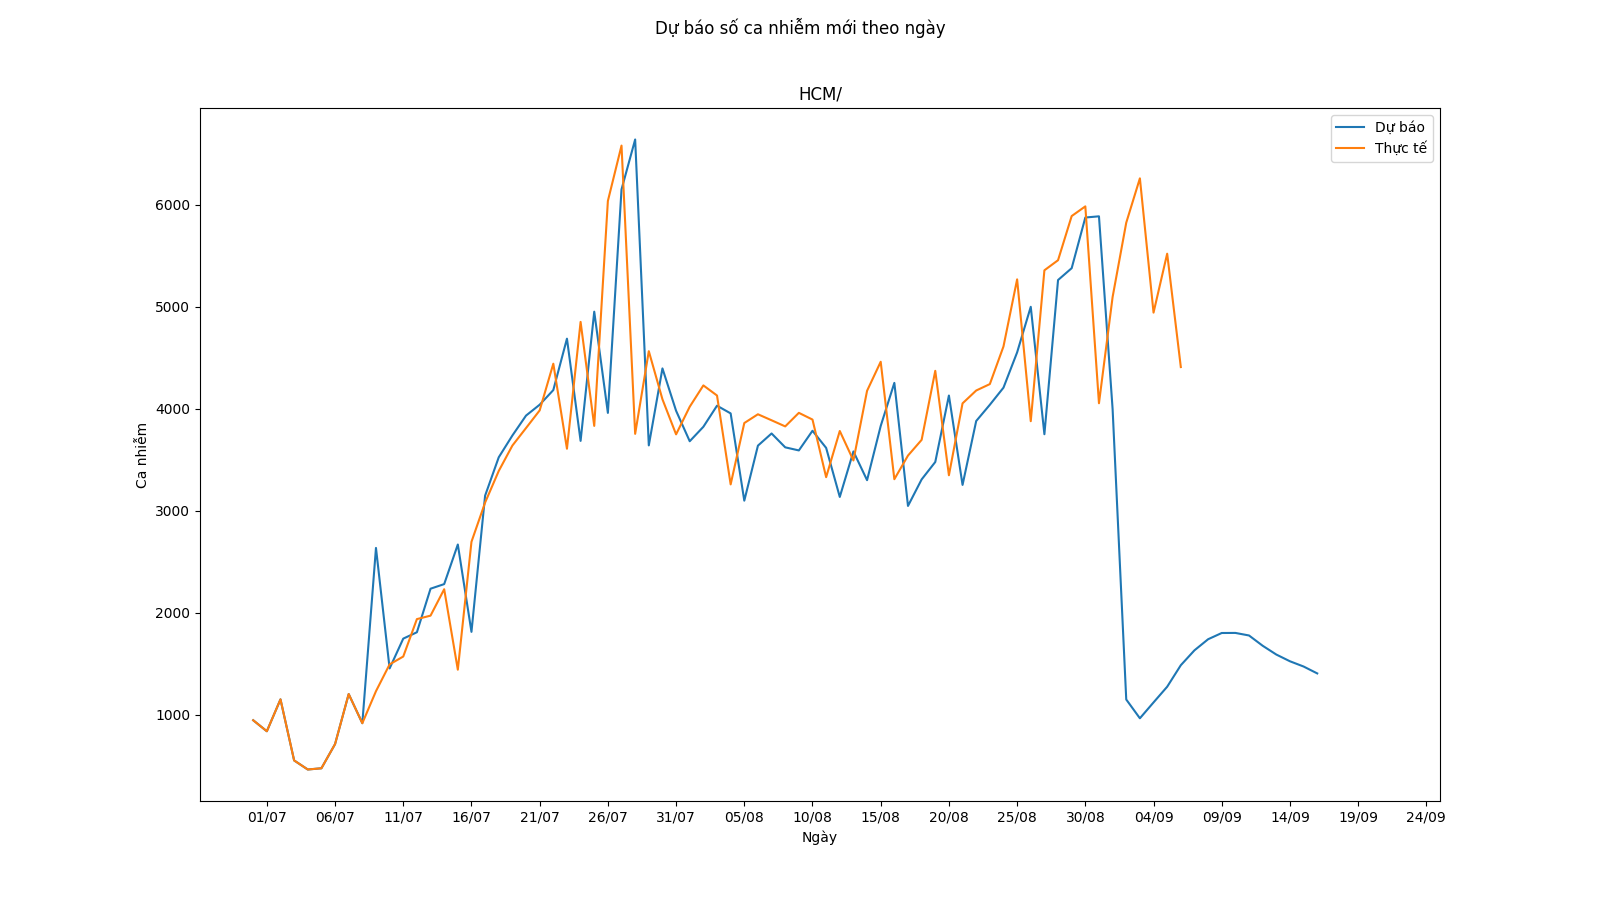 Dự báo số ca nhiễm mới theo ngày
HCM/
Dự báo
Thực tế
6000
5000
4000
3000
2000
1000
Ca nhiễm
01/07 06/07 11/07 16/07 21/07 26/07 31/07 05/08 10/08 15/08 20/08 25/08 30/08 04/09 09/09 14/09 19/09 24/09
Ngày